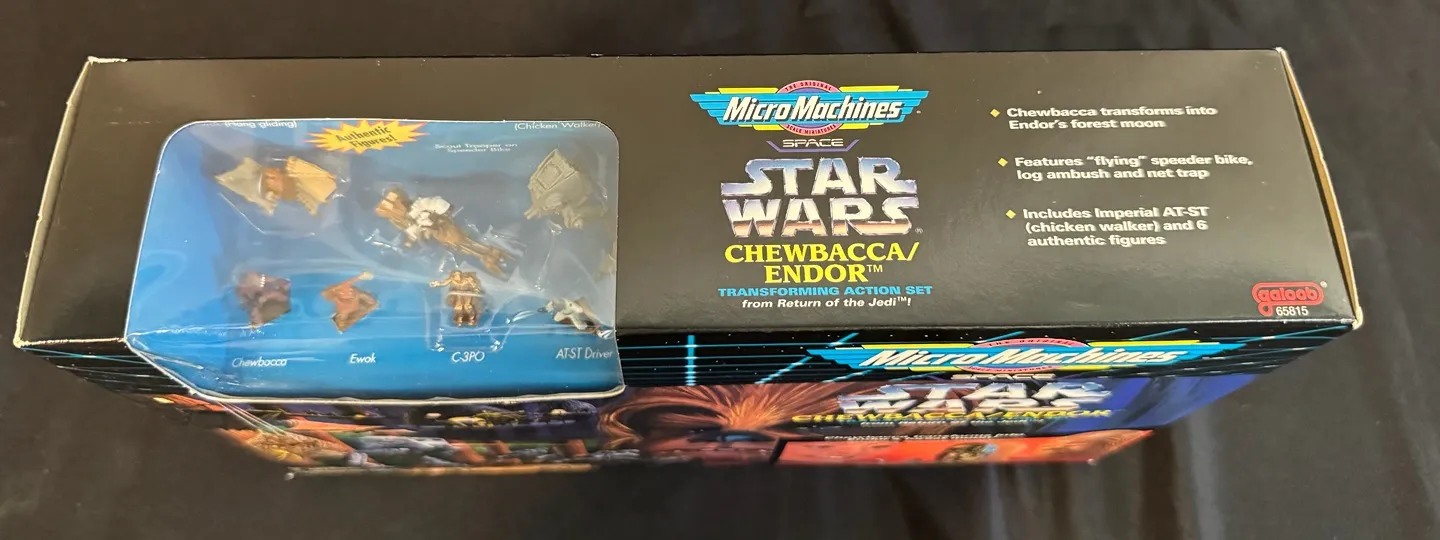 (Hang gliding)
Authentic
Figures!
(Chicken Walker)
Scout Trooper on
Speeder Bike
Chewbacca
Ewok
C-3PO
AT-ST Driver
THE ORIGINAL
Micro Machines
SCALE MINIATURES
SPACE
STAR
WARS®
CHEWBACCA/
ENDOR™
TRANSFORMING ACTION SET
from Return of the Jedi™!
Chewbacca transforms into
Endor's forest moon
Features "flying" speeder bike,
log ambush and net trap
Includes Imperial AT-ST
(chicken walker) and 6
authentic figures
galoob®
65815
THE ORIGINAL
Micro Machines
SPACE
STAR
WARS
CHEWBACCA/ENDOR